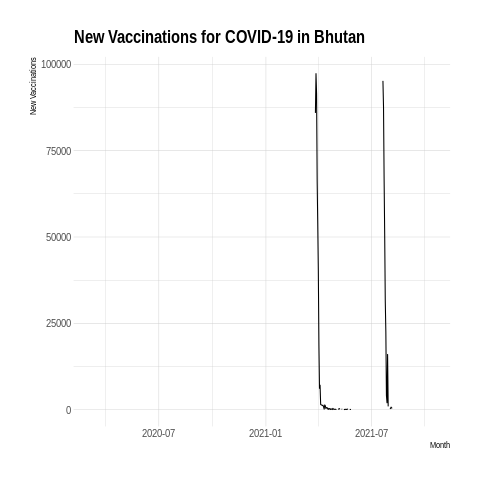 New Vaccinations for COVID-19 in Bhutan
New Vaccinations
100000
75000
50000
25000
0
2020-07 2021-01 2021-07
Month